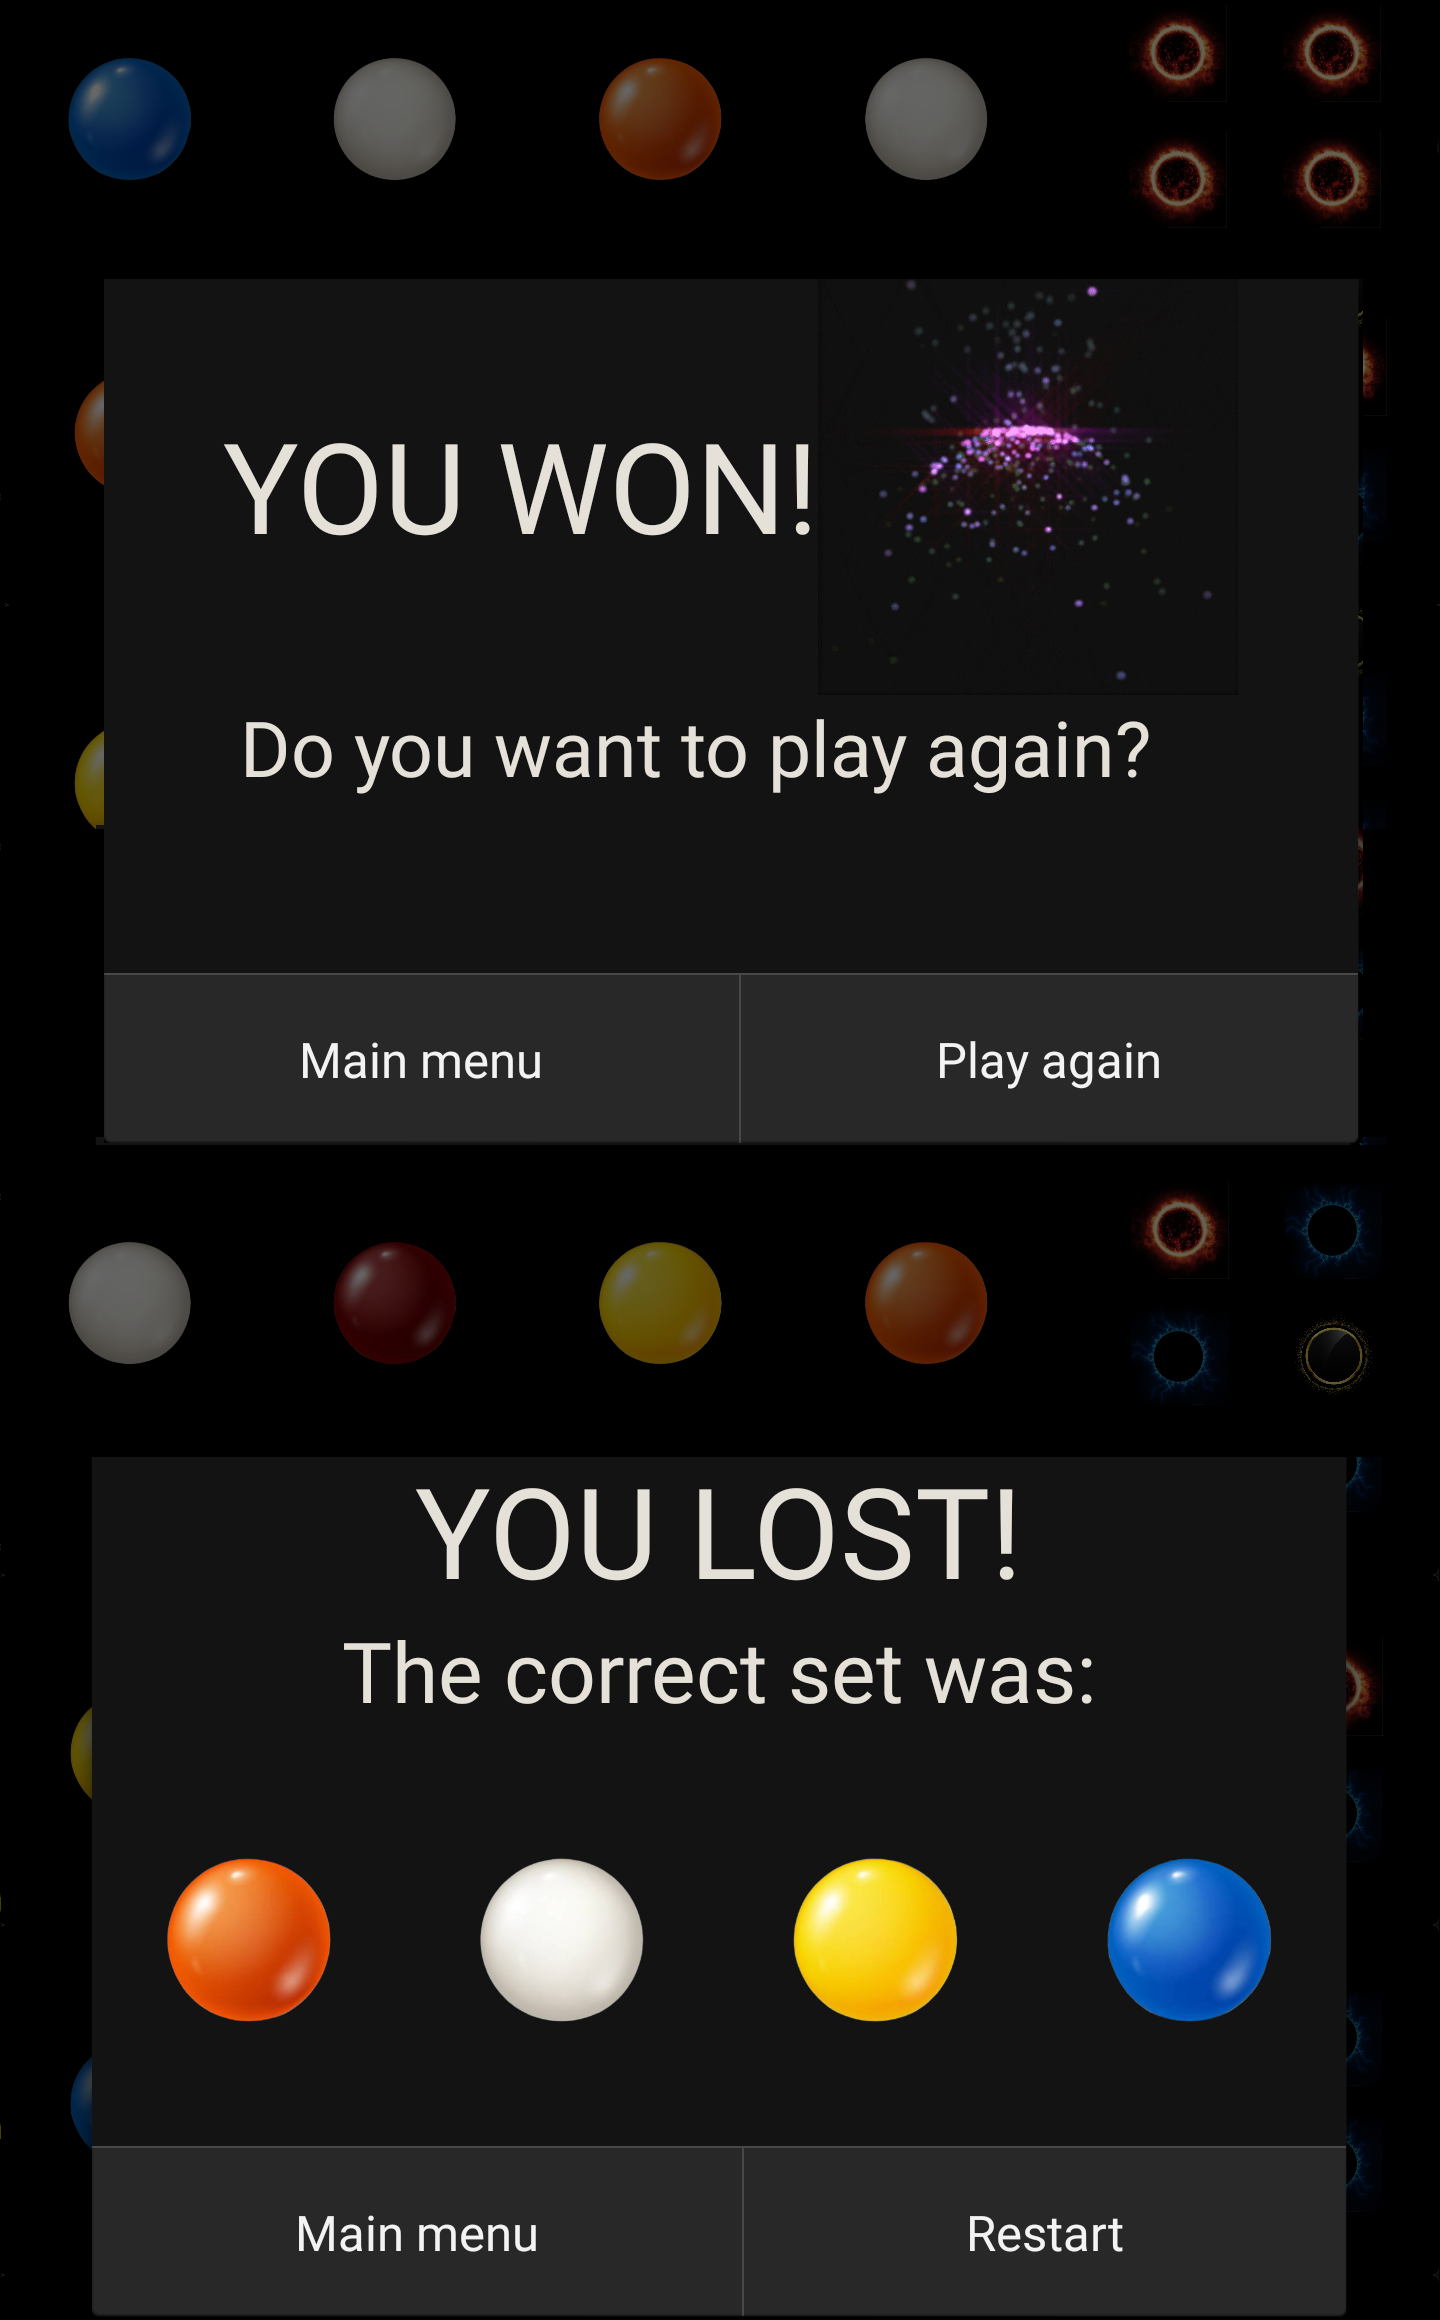 YOU WON!
Do you want to play again?
Main menu
Play again
YOU LOST!
The correct set was:
Main menu
Restart